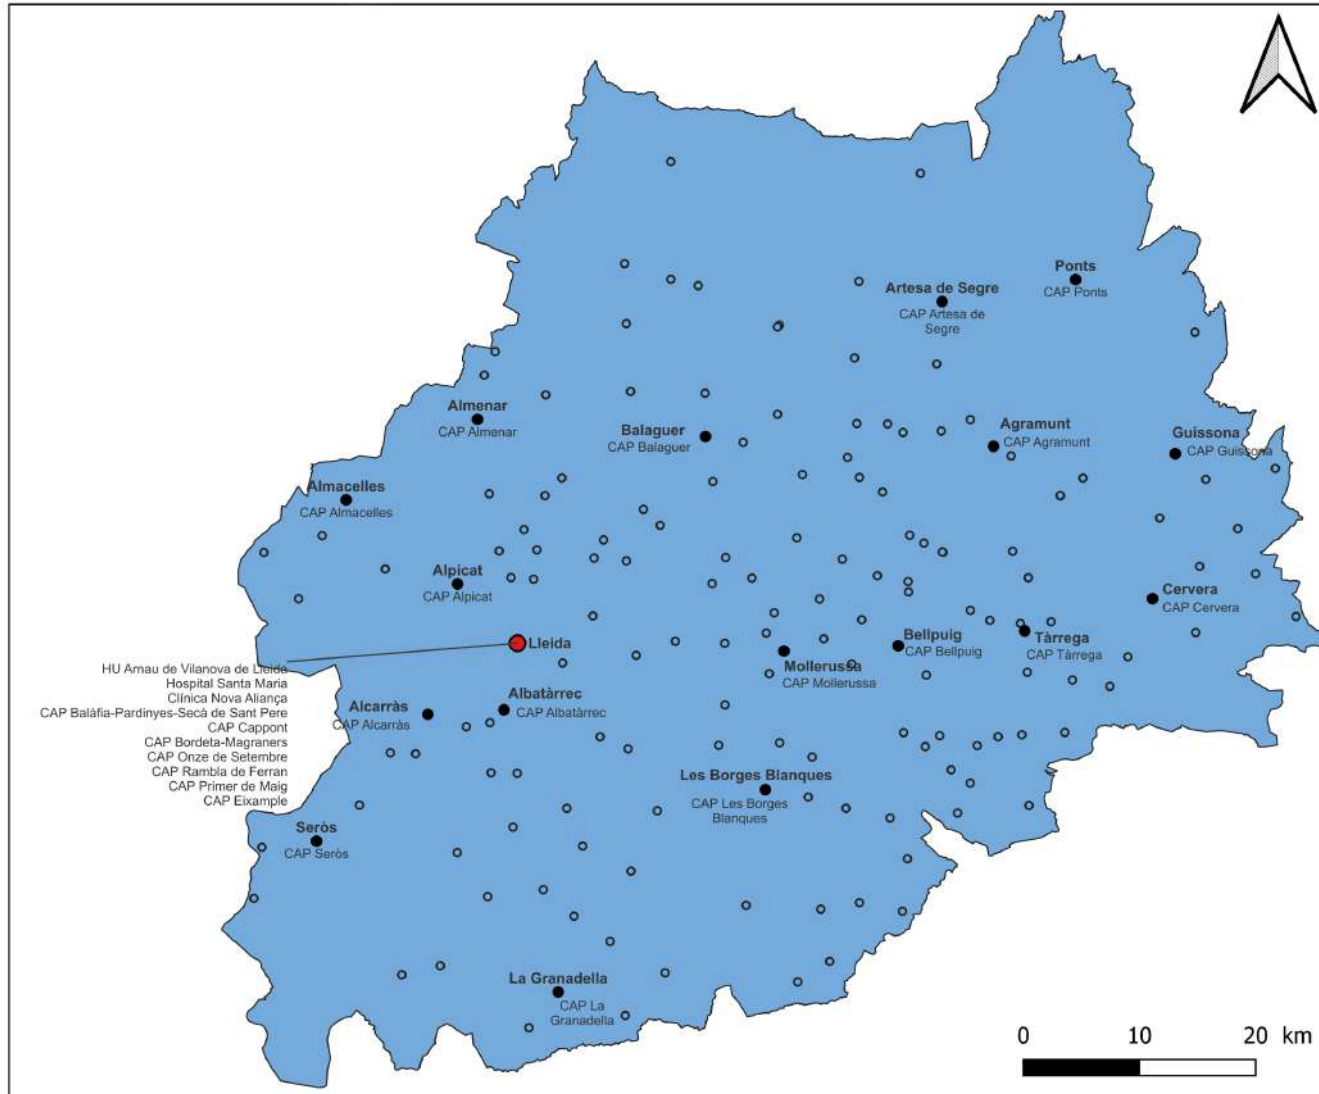 Ponts
CAP Ponts
Artesa de Segre
CAP Artesa de
Segre
Almenar
CAP Almenar
Balaguer
CAP Balaguer
Agramunt
CAP Agramunt
Guissona
CAP Guissona
Almacelles
CAP Almacelles
Alpicat
CAP Alpicat
Cervera
CAP Cervera
Lleida
Bellpuig
CAP Bellpuig
Tàrrega
CAP Tàrrega
Mollerussa
CAP Mollerussa
HU Arnau de Vilanova de Lleida
Hospital Santa Maria
Clínica Nova Aliança
CAP Balàfia-Pardinyes-Secà de Sant Pere
CAP Cappont
CAP Bordeta-Magraners
CAP Onze de Setembre
CAP Rambla de Ferran
CAP Primer de Maig
CAP Eixample
Alcarràs
CAP Alcarràs
Albatàrrec
CAP Albatàrrec
Les Borges Blanques
CAP Les Borges
Blanques
Seròs
CAP Seròs
La Granadella
CAP La
Granadella
0 10 20 km